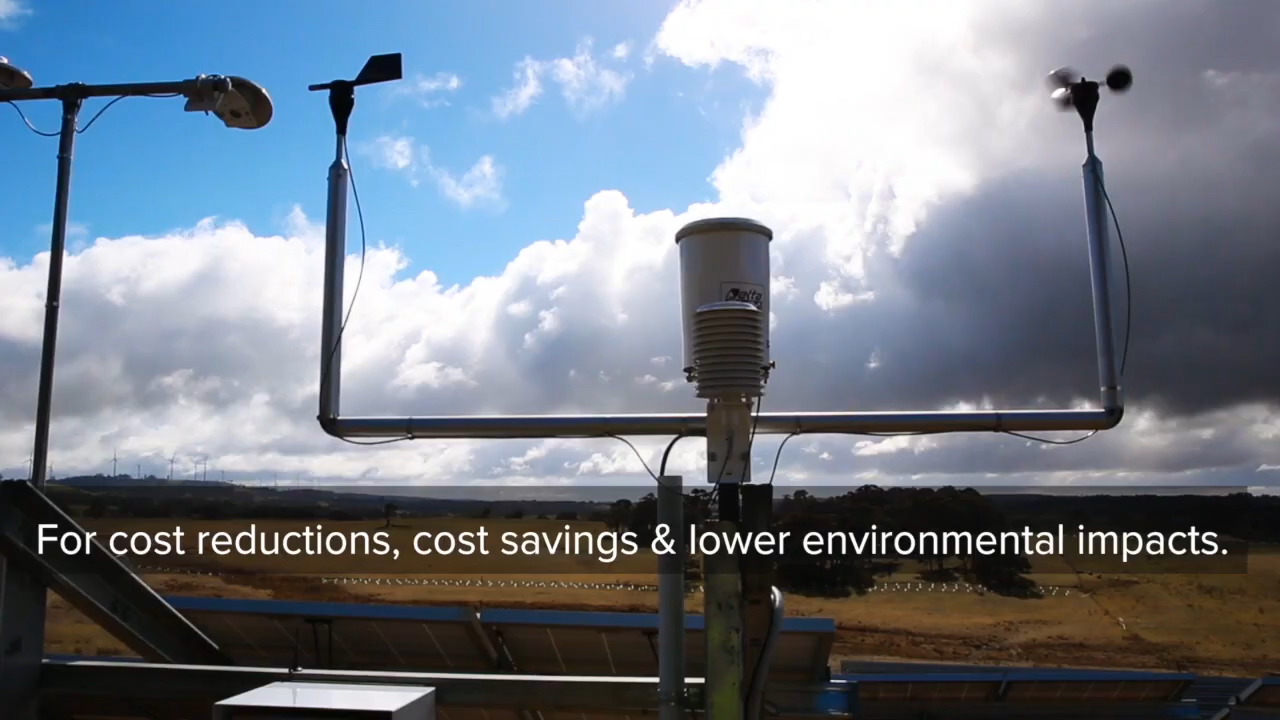 For cost reductions, cost savings & lower environmental impacts.